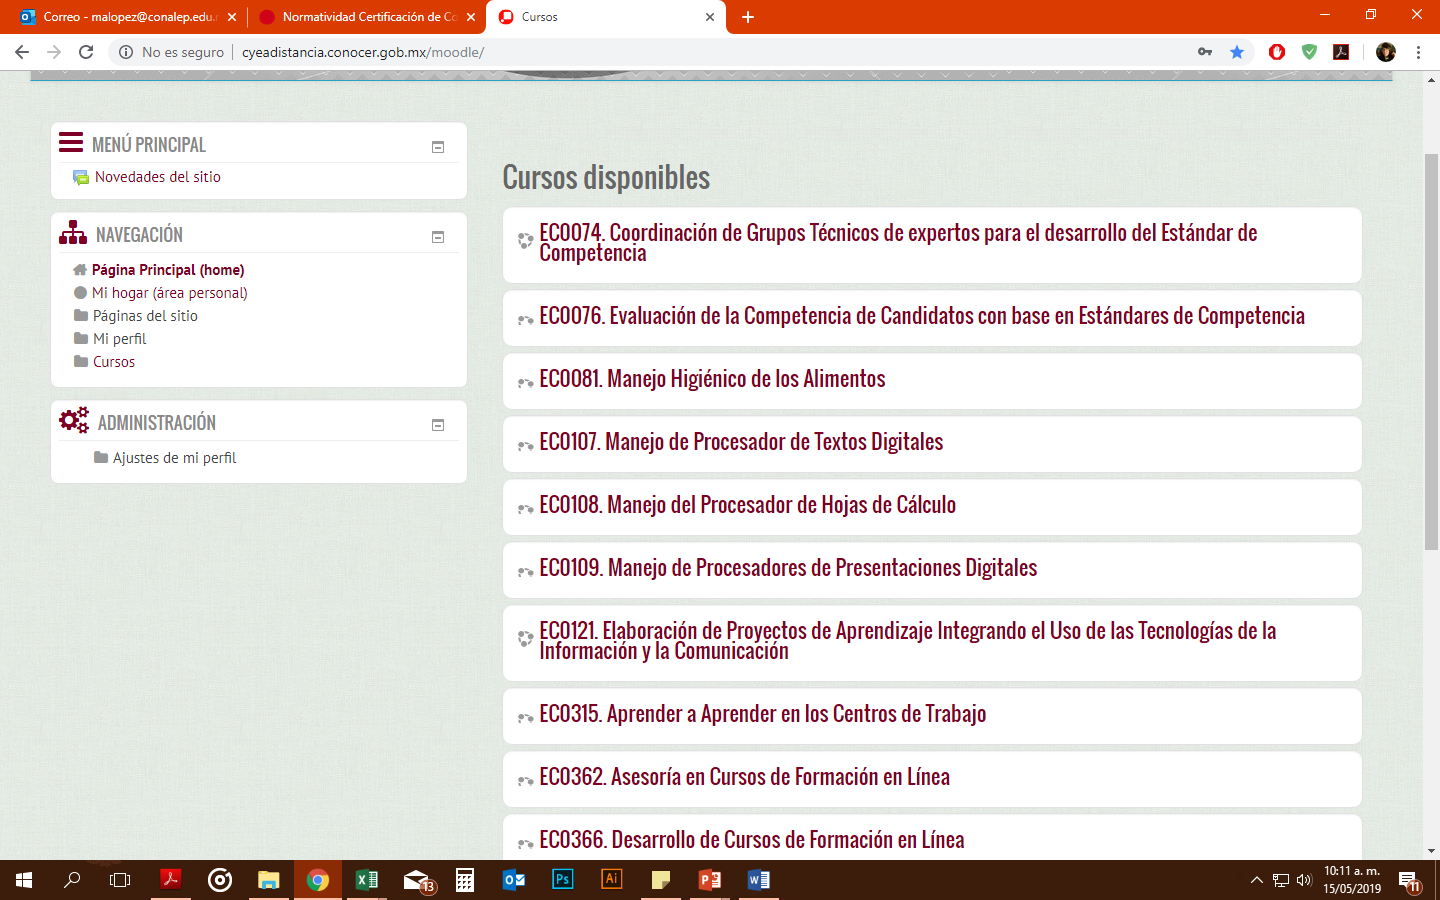 Correo - malopez@conalep.edu.
Normatividad Certificación de Co
Cursos
No es seguro
cyeadistancia.conocer.gob.mx/moodle/
MENÚ PRINCIPAL
Novedades del sitio
NAVEGACIÓN
Página Principal (home)
Mi hogar (área personal)
Páginas del sitio
Mi perfil
Cursos
ADMINISTRACIÓN
Ajustes de mi perfil
Cursos disponibles
EC0074. Coordinación de Grupos Técnicos de expertos para el desarrollo del Estándar de
Competencia
EC0076. Evaluación de la Competencia de Candidatos con base en Estándares de Competencia
EC0081. Manejo Higiénico de los Alimentos
EC0107. Manejo de Procesador de Textos Digitales
EC0108. Manejo del Procesador de Hojas de Cálculo
EC0109. Manejo de Procesadores de Presentaciones Digitales
EC0121. Elaboración de Proyectos de Aprendizaje Integrando el Uso de las Tecnologías de la
Información y la Comunicación
EC0315. Aprender a Aprender en los Centros de Trabajo
EC0362. Asesoría en Cursos de Formación en Línea
EC0366. Desarrollo de Cursos de Formación en Línea
13
Ps
Ai
10:11 a. m.
15/05/2019
11